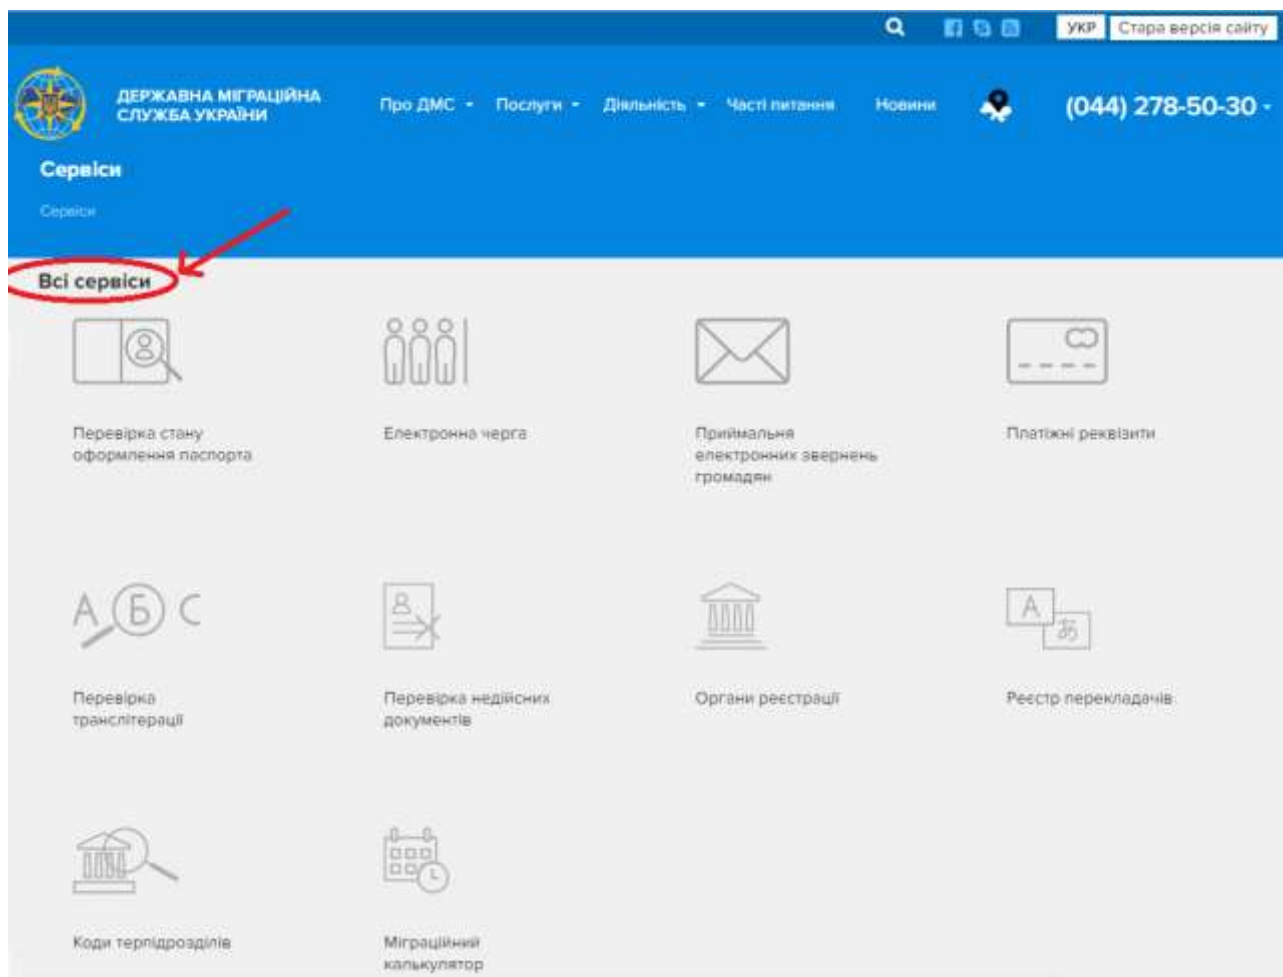 УКР Стара версія сайту
ДЕРЖАВНА МІГРАЦІЙНА
СЛУЖБА УКРАЇНИ
Про ДМС Послуги Діяльність Часті питання Новини (044) 278-50-30
Сервіси
Сервіси
Всі сервіси
Перевірка стану
оформлення паспорта
Електронна черга
Приймальня
електронних звернень
громадян
Платіжні реквізити
А Б С
Перевірка
транслітерації
Перевірка недійсних
документів
Органи реєстрації
A あ
Реєстр перекладачів
Коди терпідрозділів
Міграційний
калькулятор